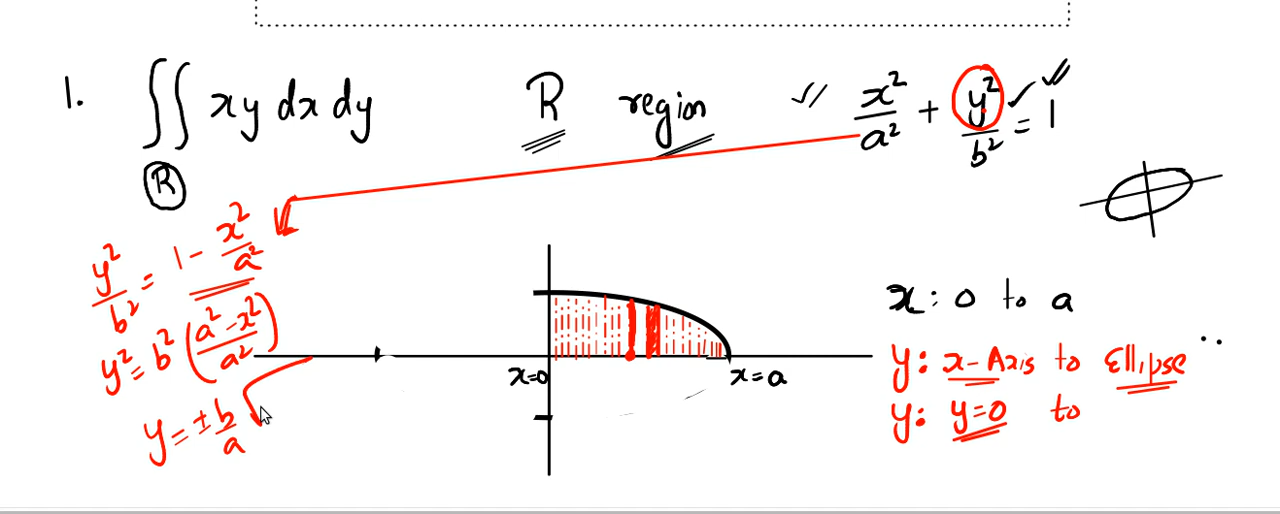 1. ∬_R xy dx dy R region x²/a² + y²/b² = 1
y²/b² = 1 - x²/a²
y² = b² (a² - x² / a²)
y = ± b/a √
x=0 x=a
x: 0 to a
y: x-Axis to Ellipse
y: y=0 to